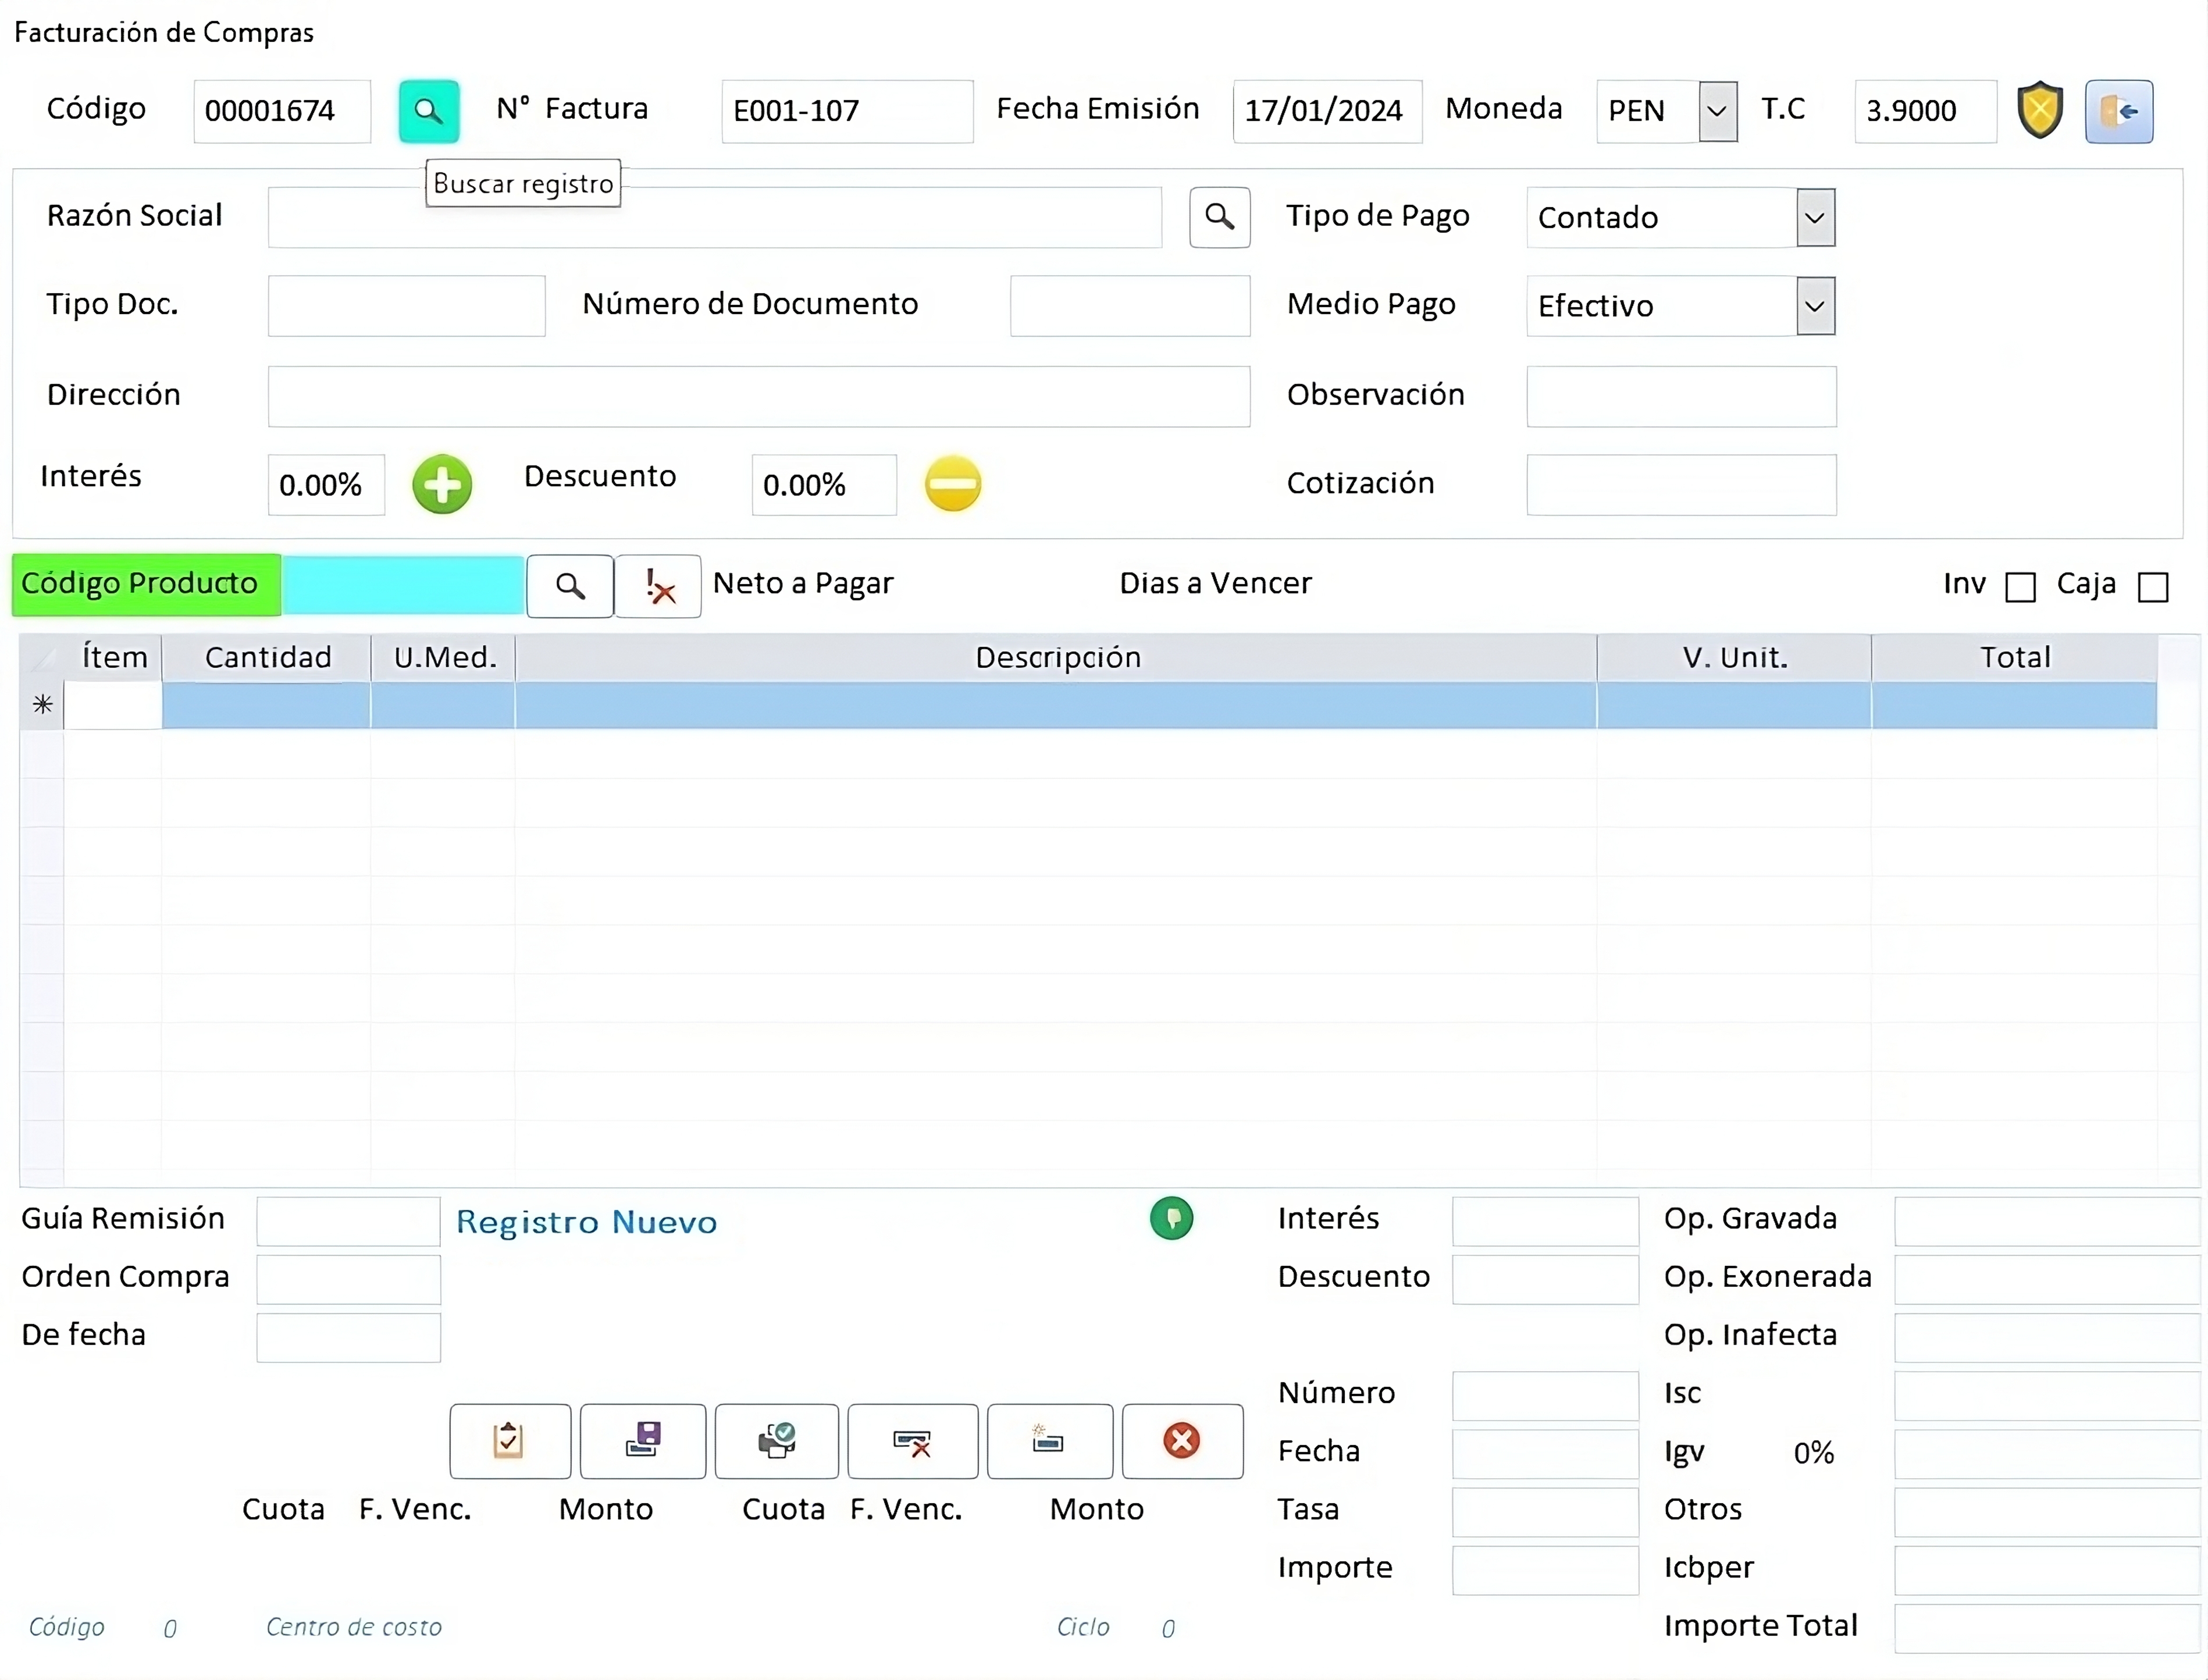 Facturación de Compras
Código 00001674 N° Factura E001-107 Fecha Emisión 17/01/2024 Moneda PEN T.C 3.9000
Buscar registro
Razón Social Tipo de Pago Contado
Tipo Doc. Número de Documento Medio Pago Efectivo
Dirección Observación
Interés 0.00% Descuento 0.00% Cotización
Código Producto Neto a Pagar Dias a Vencer Inv Caja
Ítem Cantidad U.Med. Descripción V. Unit. Total
Guía Remisión Registro Nuevo Interés Op. Gravada
Orden Compra Descuento Op. Exonerada
De fecha Op. Inafecta
Número Isc
Fecha Igv 0%
Cuota F. Venc. Monto Cuota F. Venc. Monto Tasa Otros
Importe Icbper
Código 0 Centro de costo Ciclo 0 Importe Total